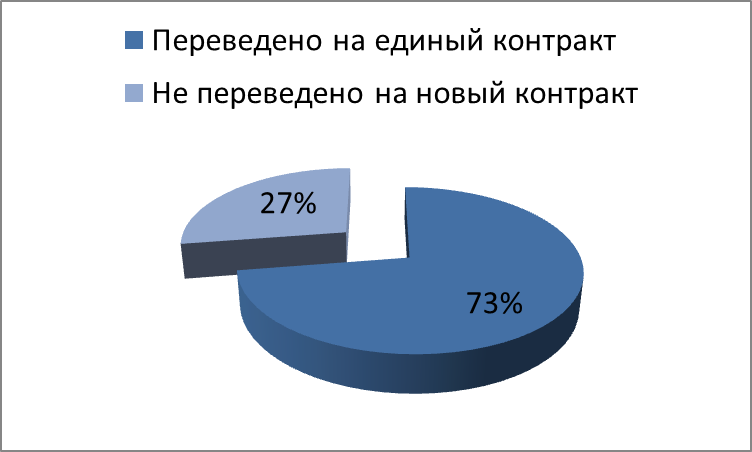 Переведено на единый контракт
Не переведено на новый контракт
27%
73%